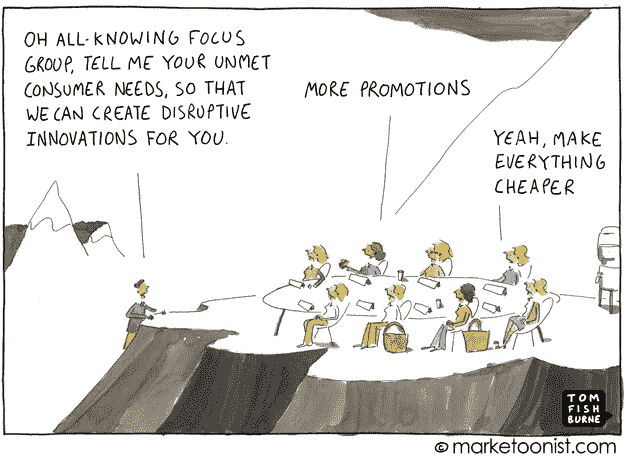 OH ALL-KNOWING FOCUS
GROUP, TELL ME YOUR UNMET
CONSUMER NEEDS, SO THAT
WE CAN CREATE DISRUPTIVE
INNOVATIONS FOR YOU.
MORE PROMOTIONS
YEAH, MAKE
EVERYTHING
CHEAPER
TOM
FISH
BURNE
© marketoonist.com